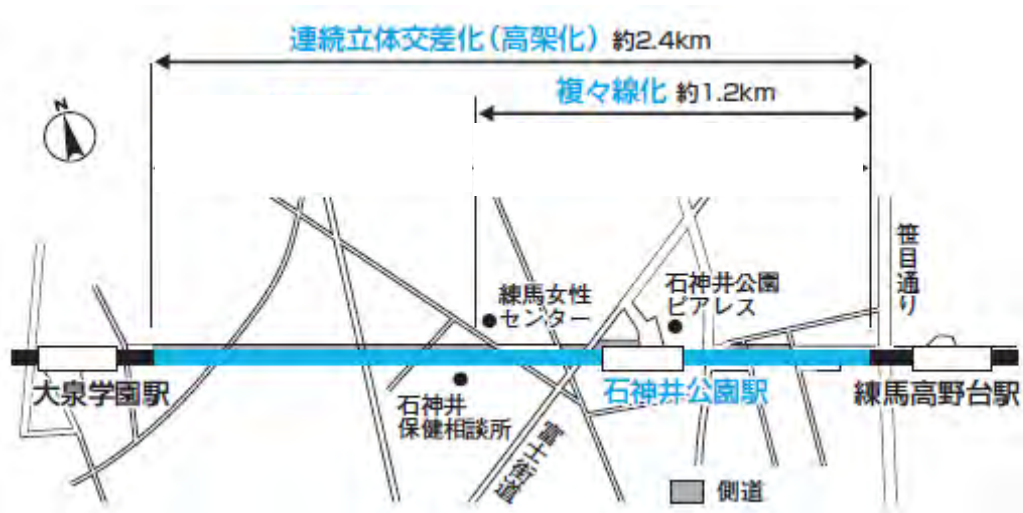 連続立体交差化(高架化) 約2.4km
複々線化 約1.2km
N
笹目通り
練馬女性
センター
石神井公園
ピアレス
大泉学園駅
石神井公園駅
練馬高野台駅
石神井
保健相談所
富士街道
側道